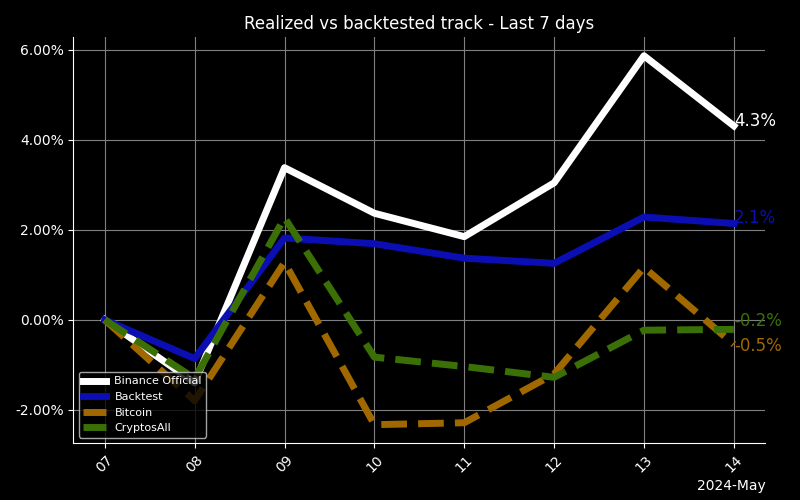 Realized vs backtested track - Last 7 days
6.00%
4.00%
2.00%
0.00%
-2.00%
4.3%
2.1%
-0.2%
-0.5%
Binance Official
Backtest
Bitcoin
CryptosAll
07 08 09 10 11 12 13 14
2024-May